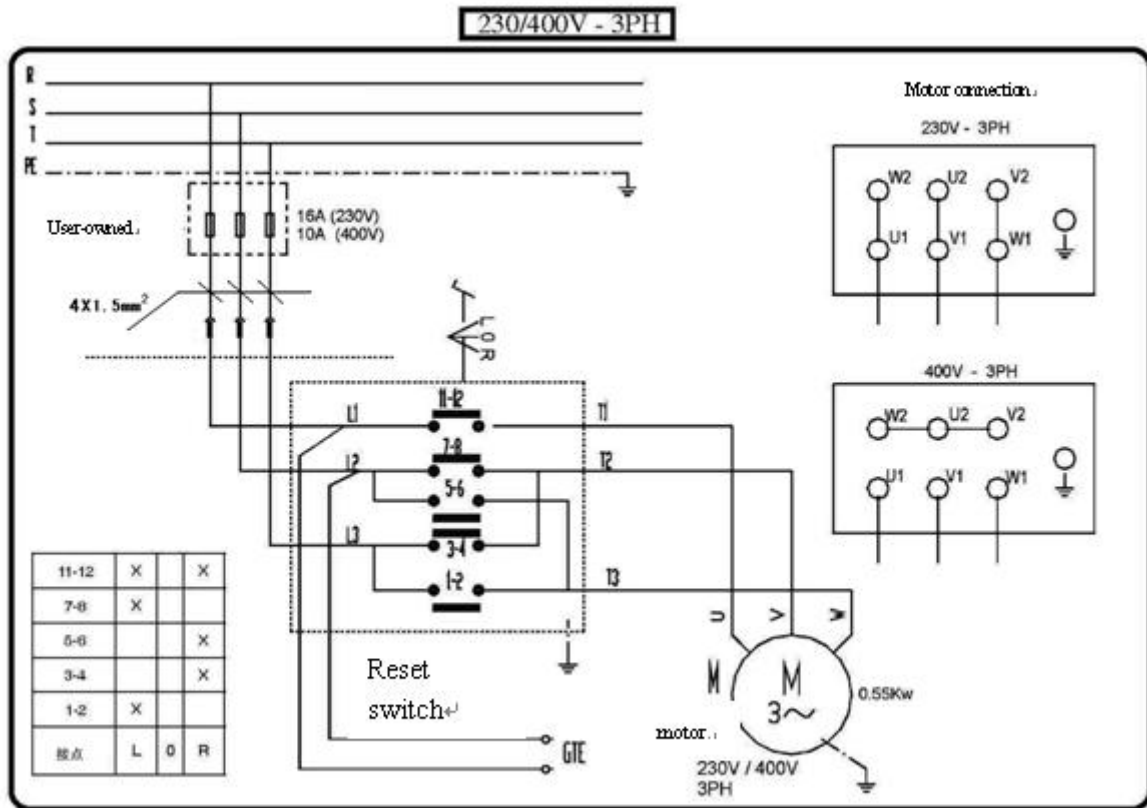 230/400V - 3PH
R
S
T
PE
User-owned
16A (230V)
10A (400V)
4X1.5mm²
L 0 R
11-12
L1
T1
7-8
L2
T2
5-6
L3
3-4
1-2
T3
Reset
switch
GTE
U
V
W
M
M
3~
0.55Kw
motor.
230V / 400V
3PH
Motor connection.
230V - 3PH
W2 U2 V2
U1 V1 W1
400V - 3PH
W2 U2 V2
U1 V1 W1
11-12 X X
7-8 X
5-6 X
3-4 X
1-2 X
接点 L 0 R